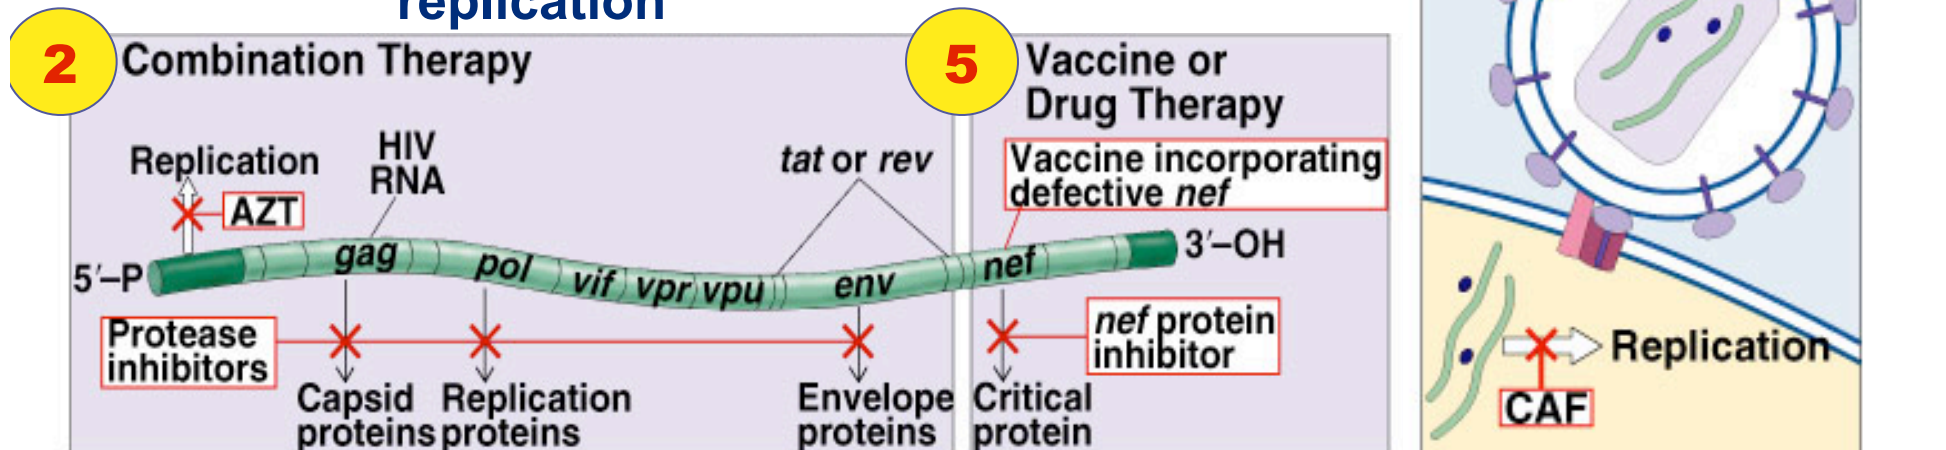 replication
2
Combination Therapy
Replication
AZT
HIV
RNA
tat or rev
5′–P
gag
pol
vif
vpr
vpu
env
Protease
inhibitors
Capsid
proteins
Replication
proteins
Envelope
proteins
5
Vaccine or
Drug Therapy
Vaccine incorporating
defective nef
nef
3′–OH
nef protein
inhibitor
Critical
protein
Replication
CAF